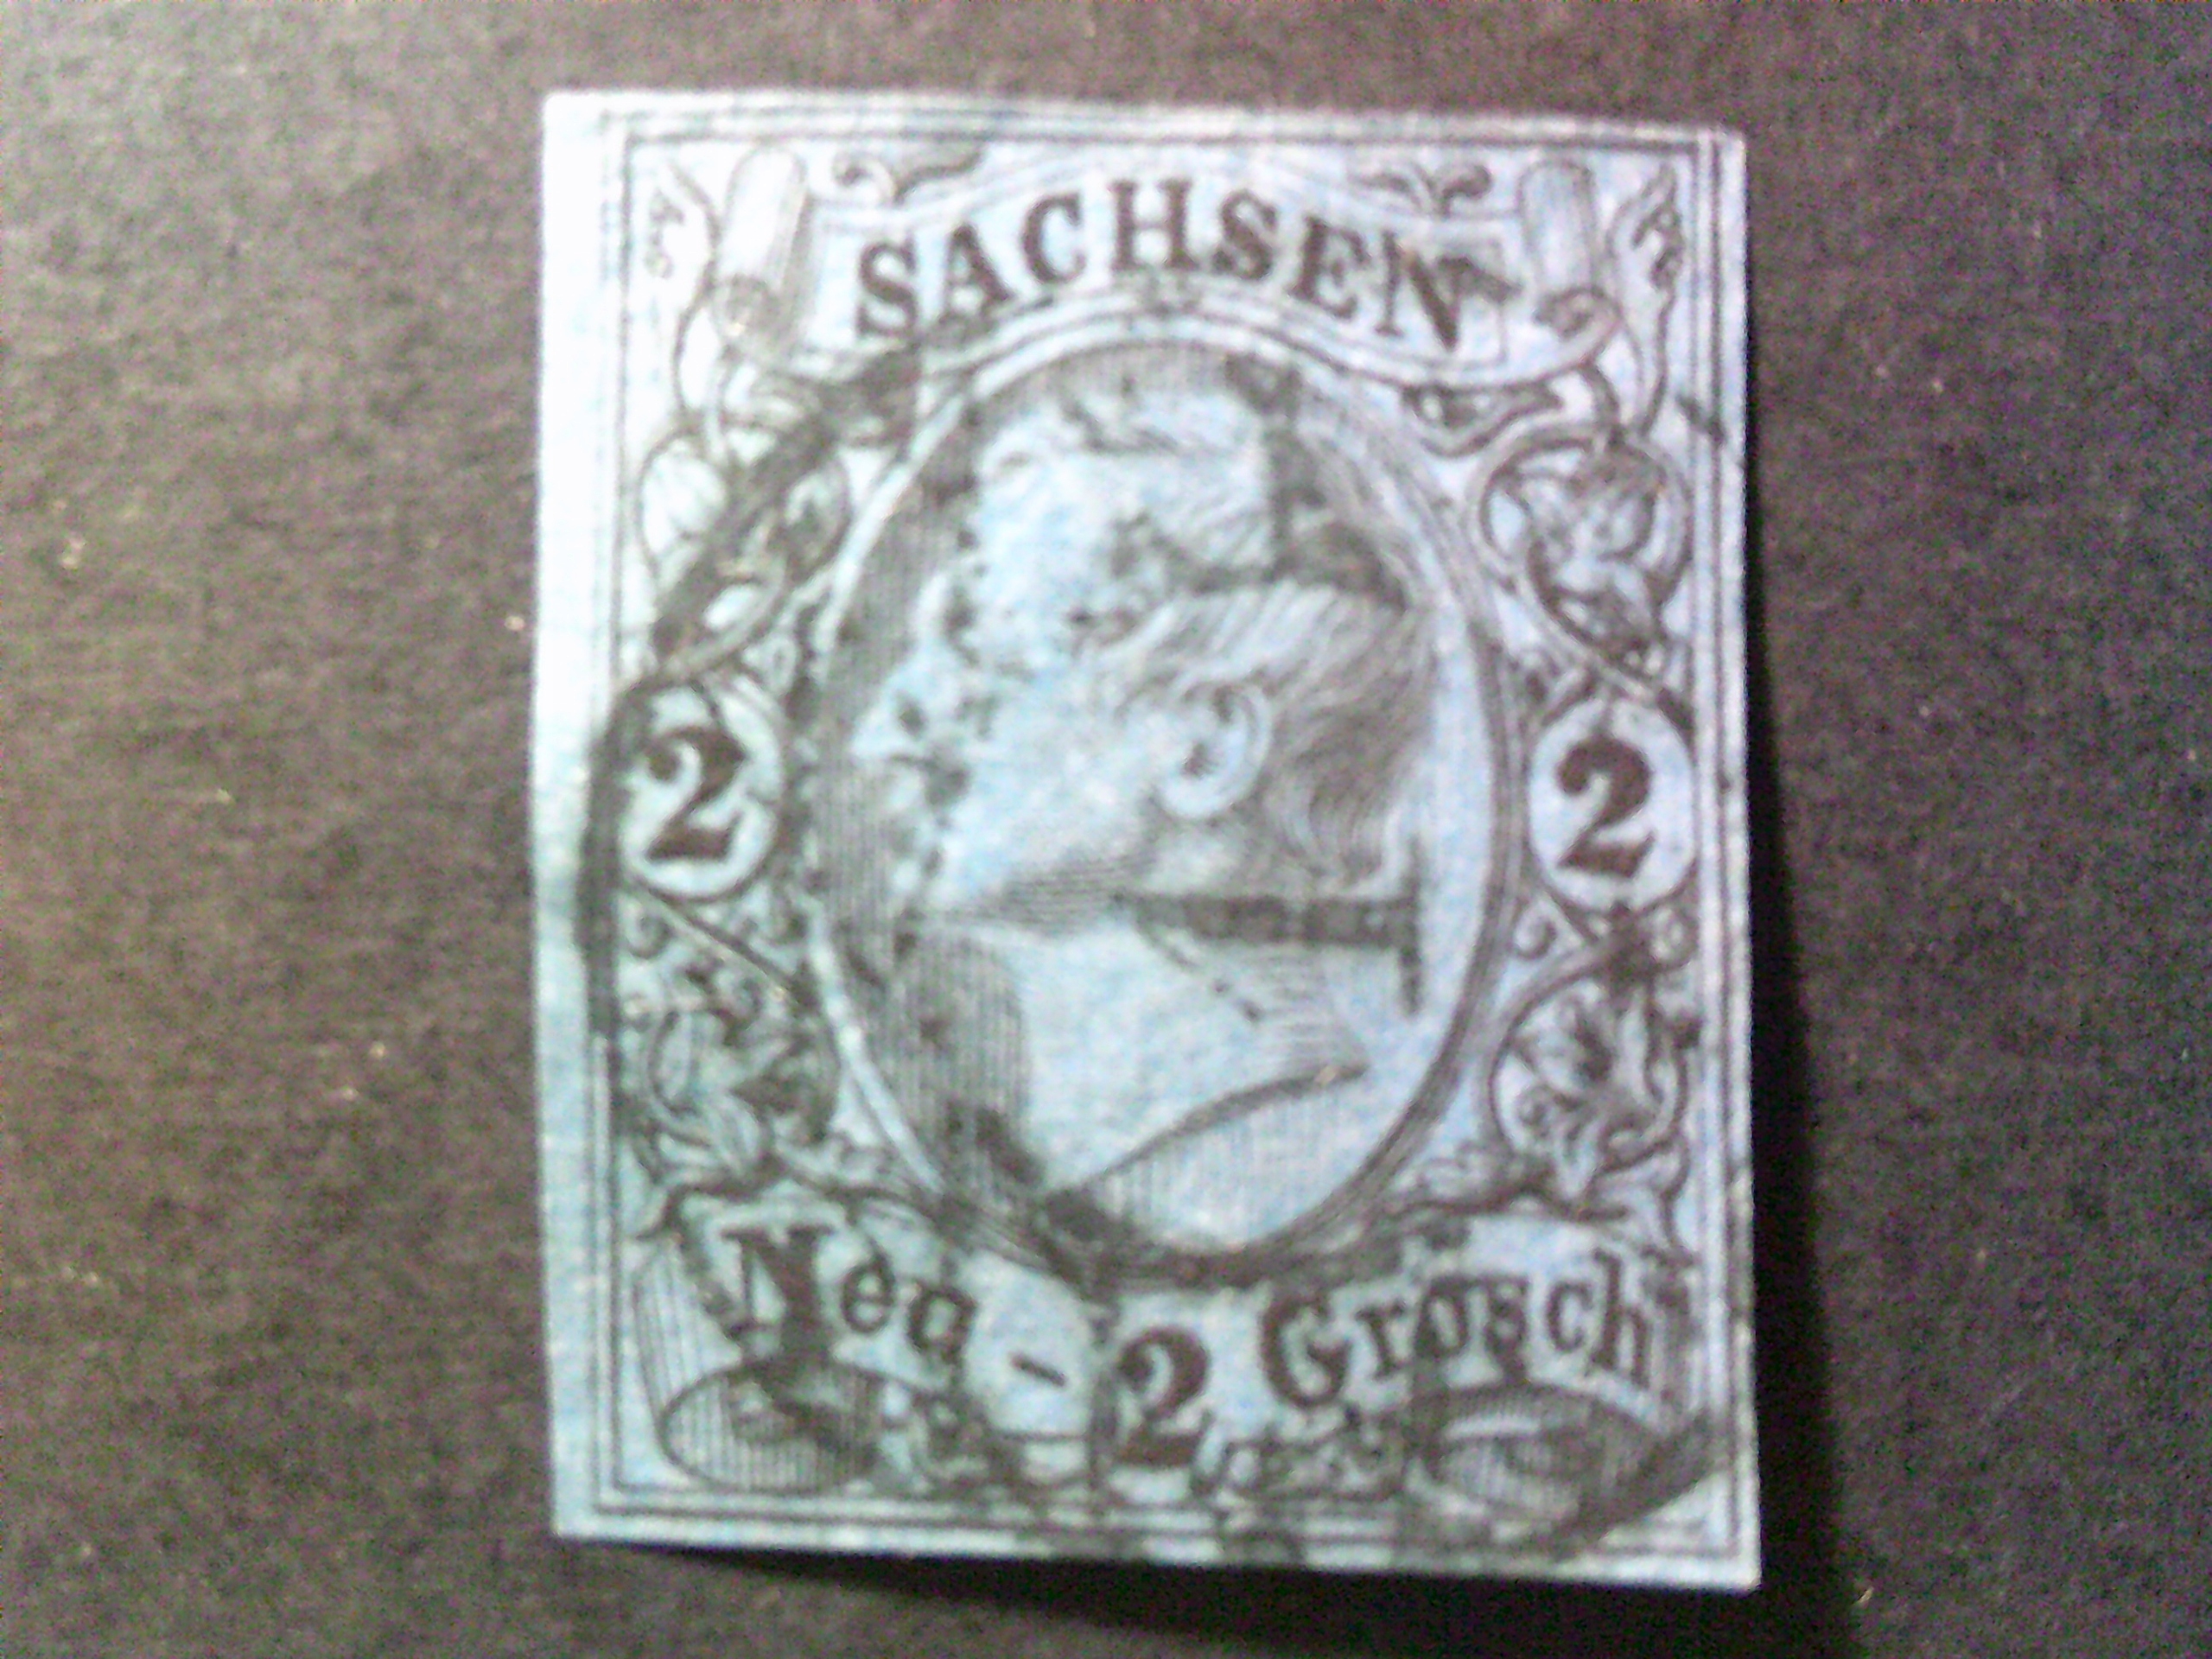 SACHSEN
2 2
Neu-2 Grosch